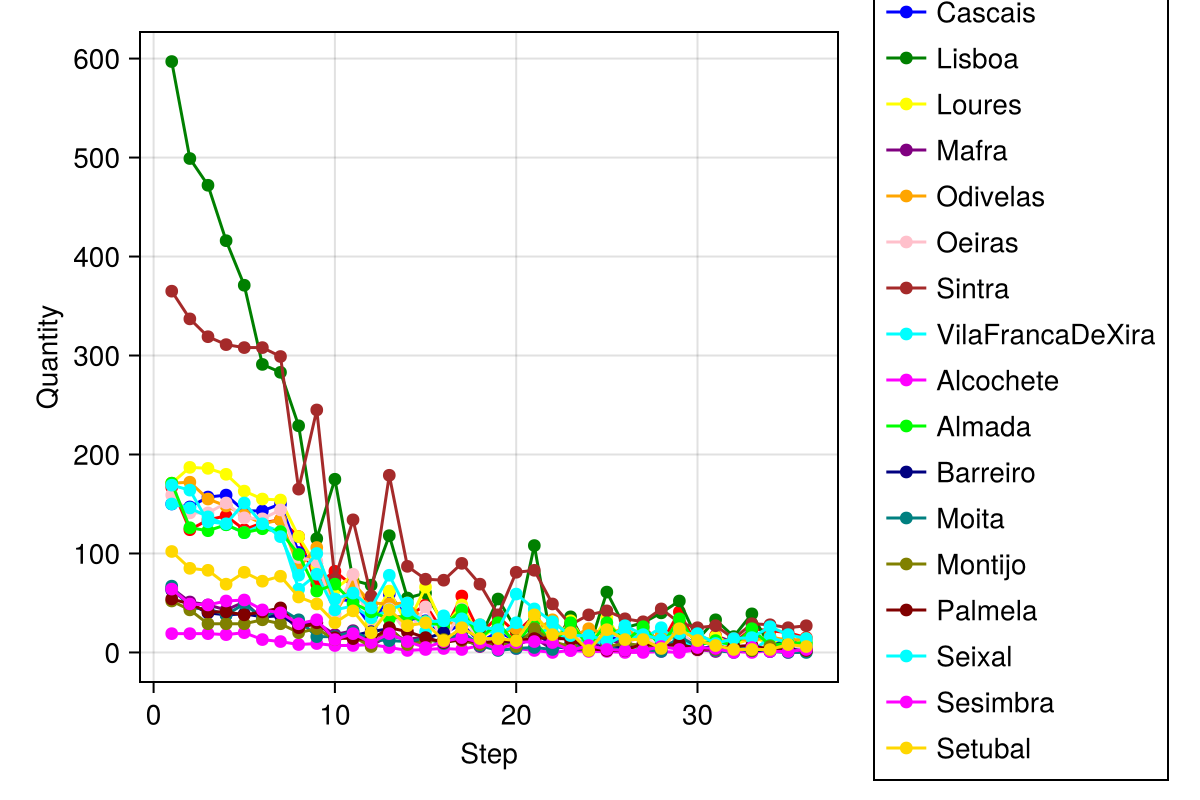 Quantity
600
500
400
300
200
100
0
0 10 20 30
Step
Cascais
Lisboa
Loures
Mafra
Odivelas
Oeiras
Sintra
VilaFrancaDeXira
Alcochete
Almada
Barreiro
Moita
Montijo
Palmela
Seixal
Sesimbra
Setubal